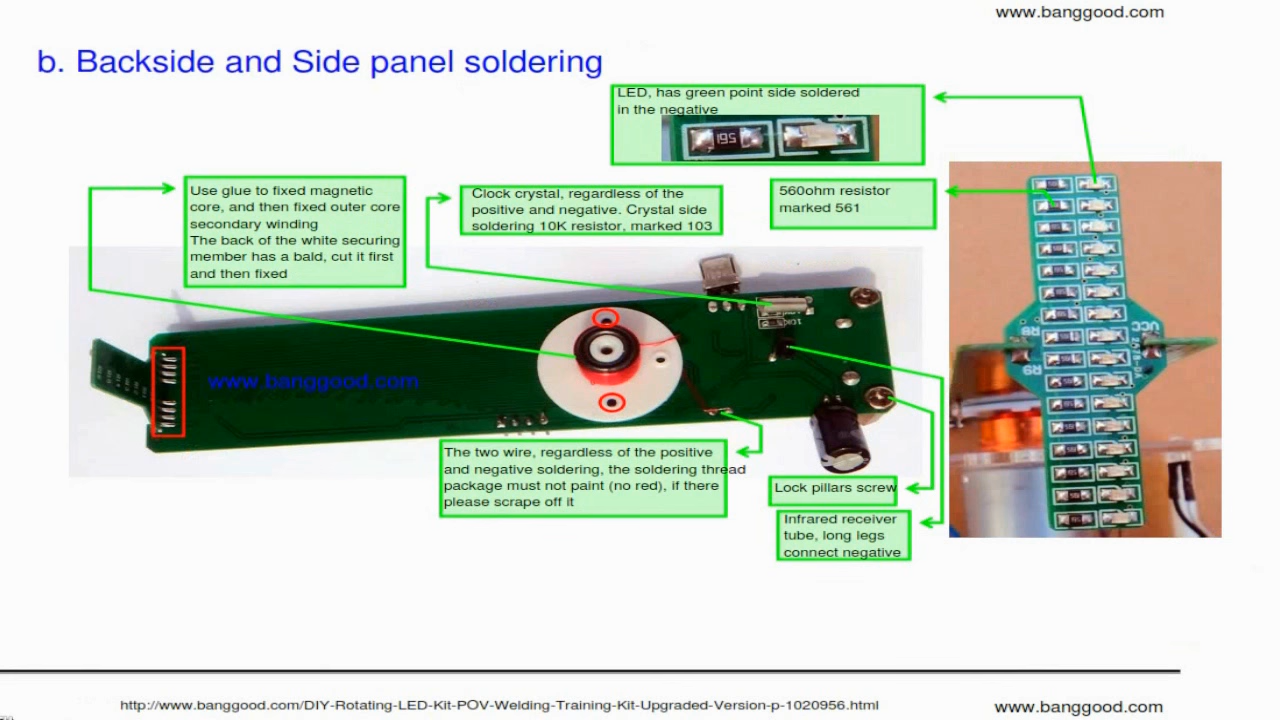 www.banggood.com
b. Backside and Side panel soldering
LED, has green point side soldered
in the negative
561
Use glue to fixed magnetic
core, and then fixed outer core
secondary winding
The back of the white securing
member has a bald, cut it first
and then fixed
Clock crystal, regardless of the
positive and negative. Crystal side
soldering 10K resistor, marked 103
560ohm resistor
marked 561
www.banggood.com
VCC
R8
R9
The two wire, regardless of the positive
and negative soldering, the soldering thread
package must not paint (no red), if there
please scrape off it
Lock pillars screw
Infrared receiver
tube, long legs
connect negative
http://www.banggood.com/DIY-Rotating-LED-Kit-POV-Welding-Training-Kit-Upgraded-Version-p-1020956.html
www.banggood.com